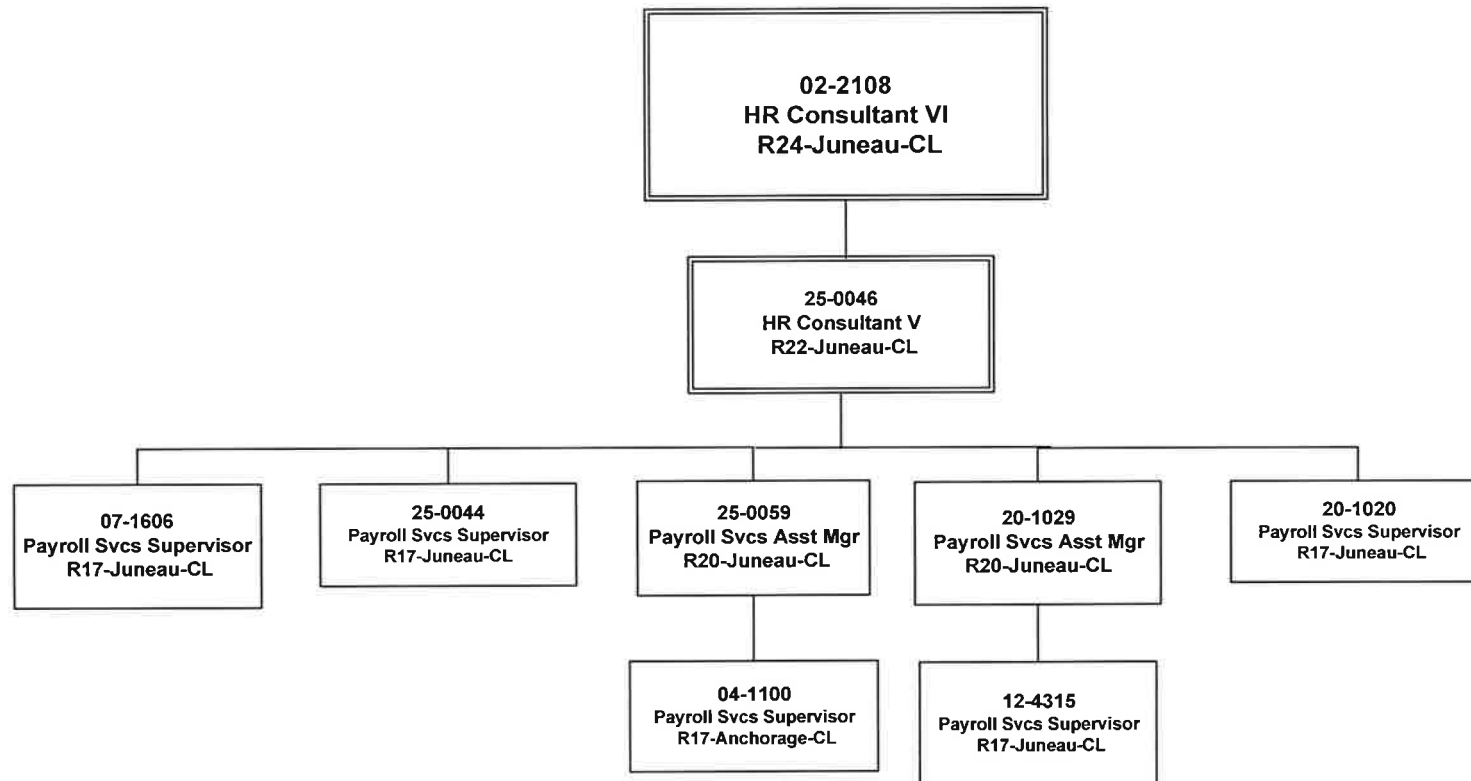 02-2108
HR Consultant VI
R24-Juneau-CL
25-0046
HR Consultant V
R22-Juneau-CL
07-1606
Payroll Svcs Supervisor
R17-Juneau-CL
25-0044
Payroll Svcs Supervisor
R17-Juneau-CL
25-0059
Payroll Svcs Asst Mgr
R20-Juneau-CL
20-1029
Payroll Svcs Asst Mgr
R20-Juneau-CL
20-1020
Payroll Svcs Supervisor
R17-Juneau-CL
04-1100
Payroll Svcs Supervisor
R17-Anchorage-CL
12-4315
Payroll Svcs Supervisor
R17-Juneau-CL